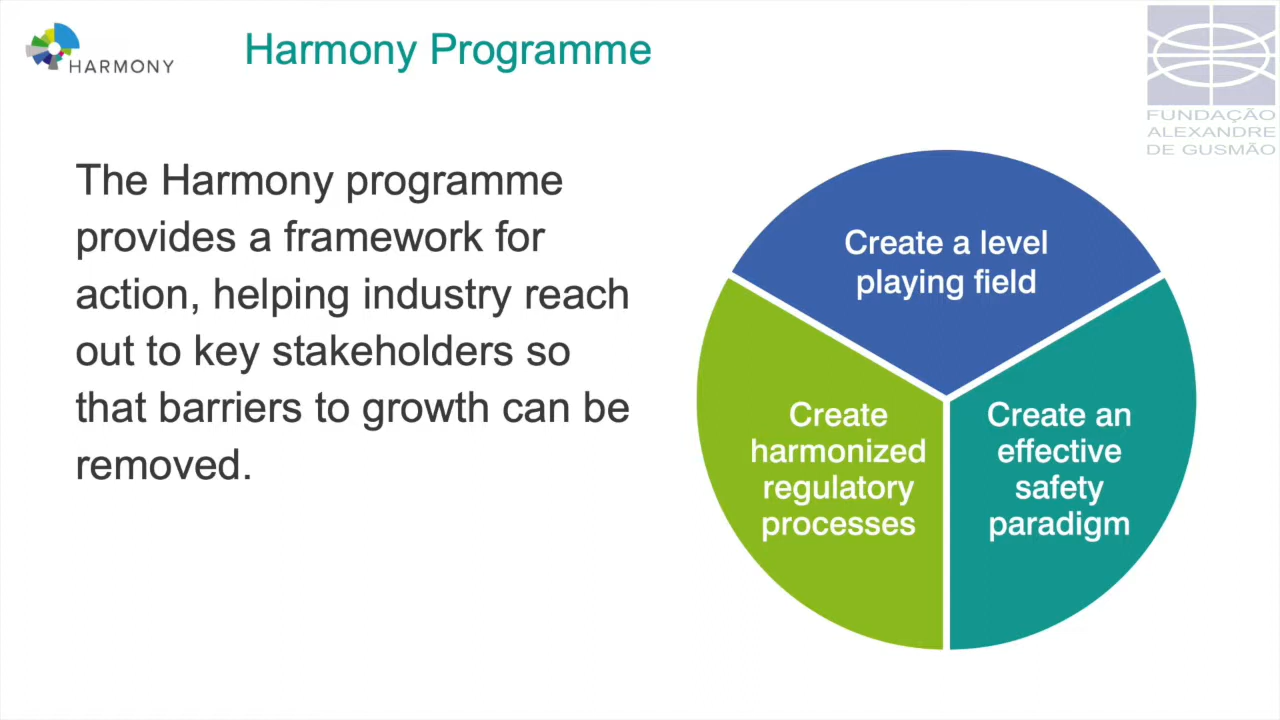 HARMONY
Harmony Programme
FUNDAÇÃO
ALEXANDRE
DE GUSMÃO
The Harmony programme
provides a framework for
action, helping industry reach
out to key stakeholders so
that barriers to growth can be
removed.
Create a level
playing field
Create
harmonized
regulatory
processes
Create an
effective
safety
paradigm